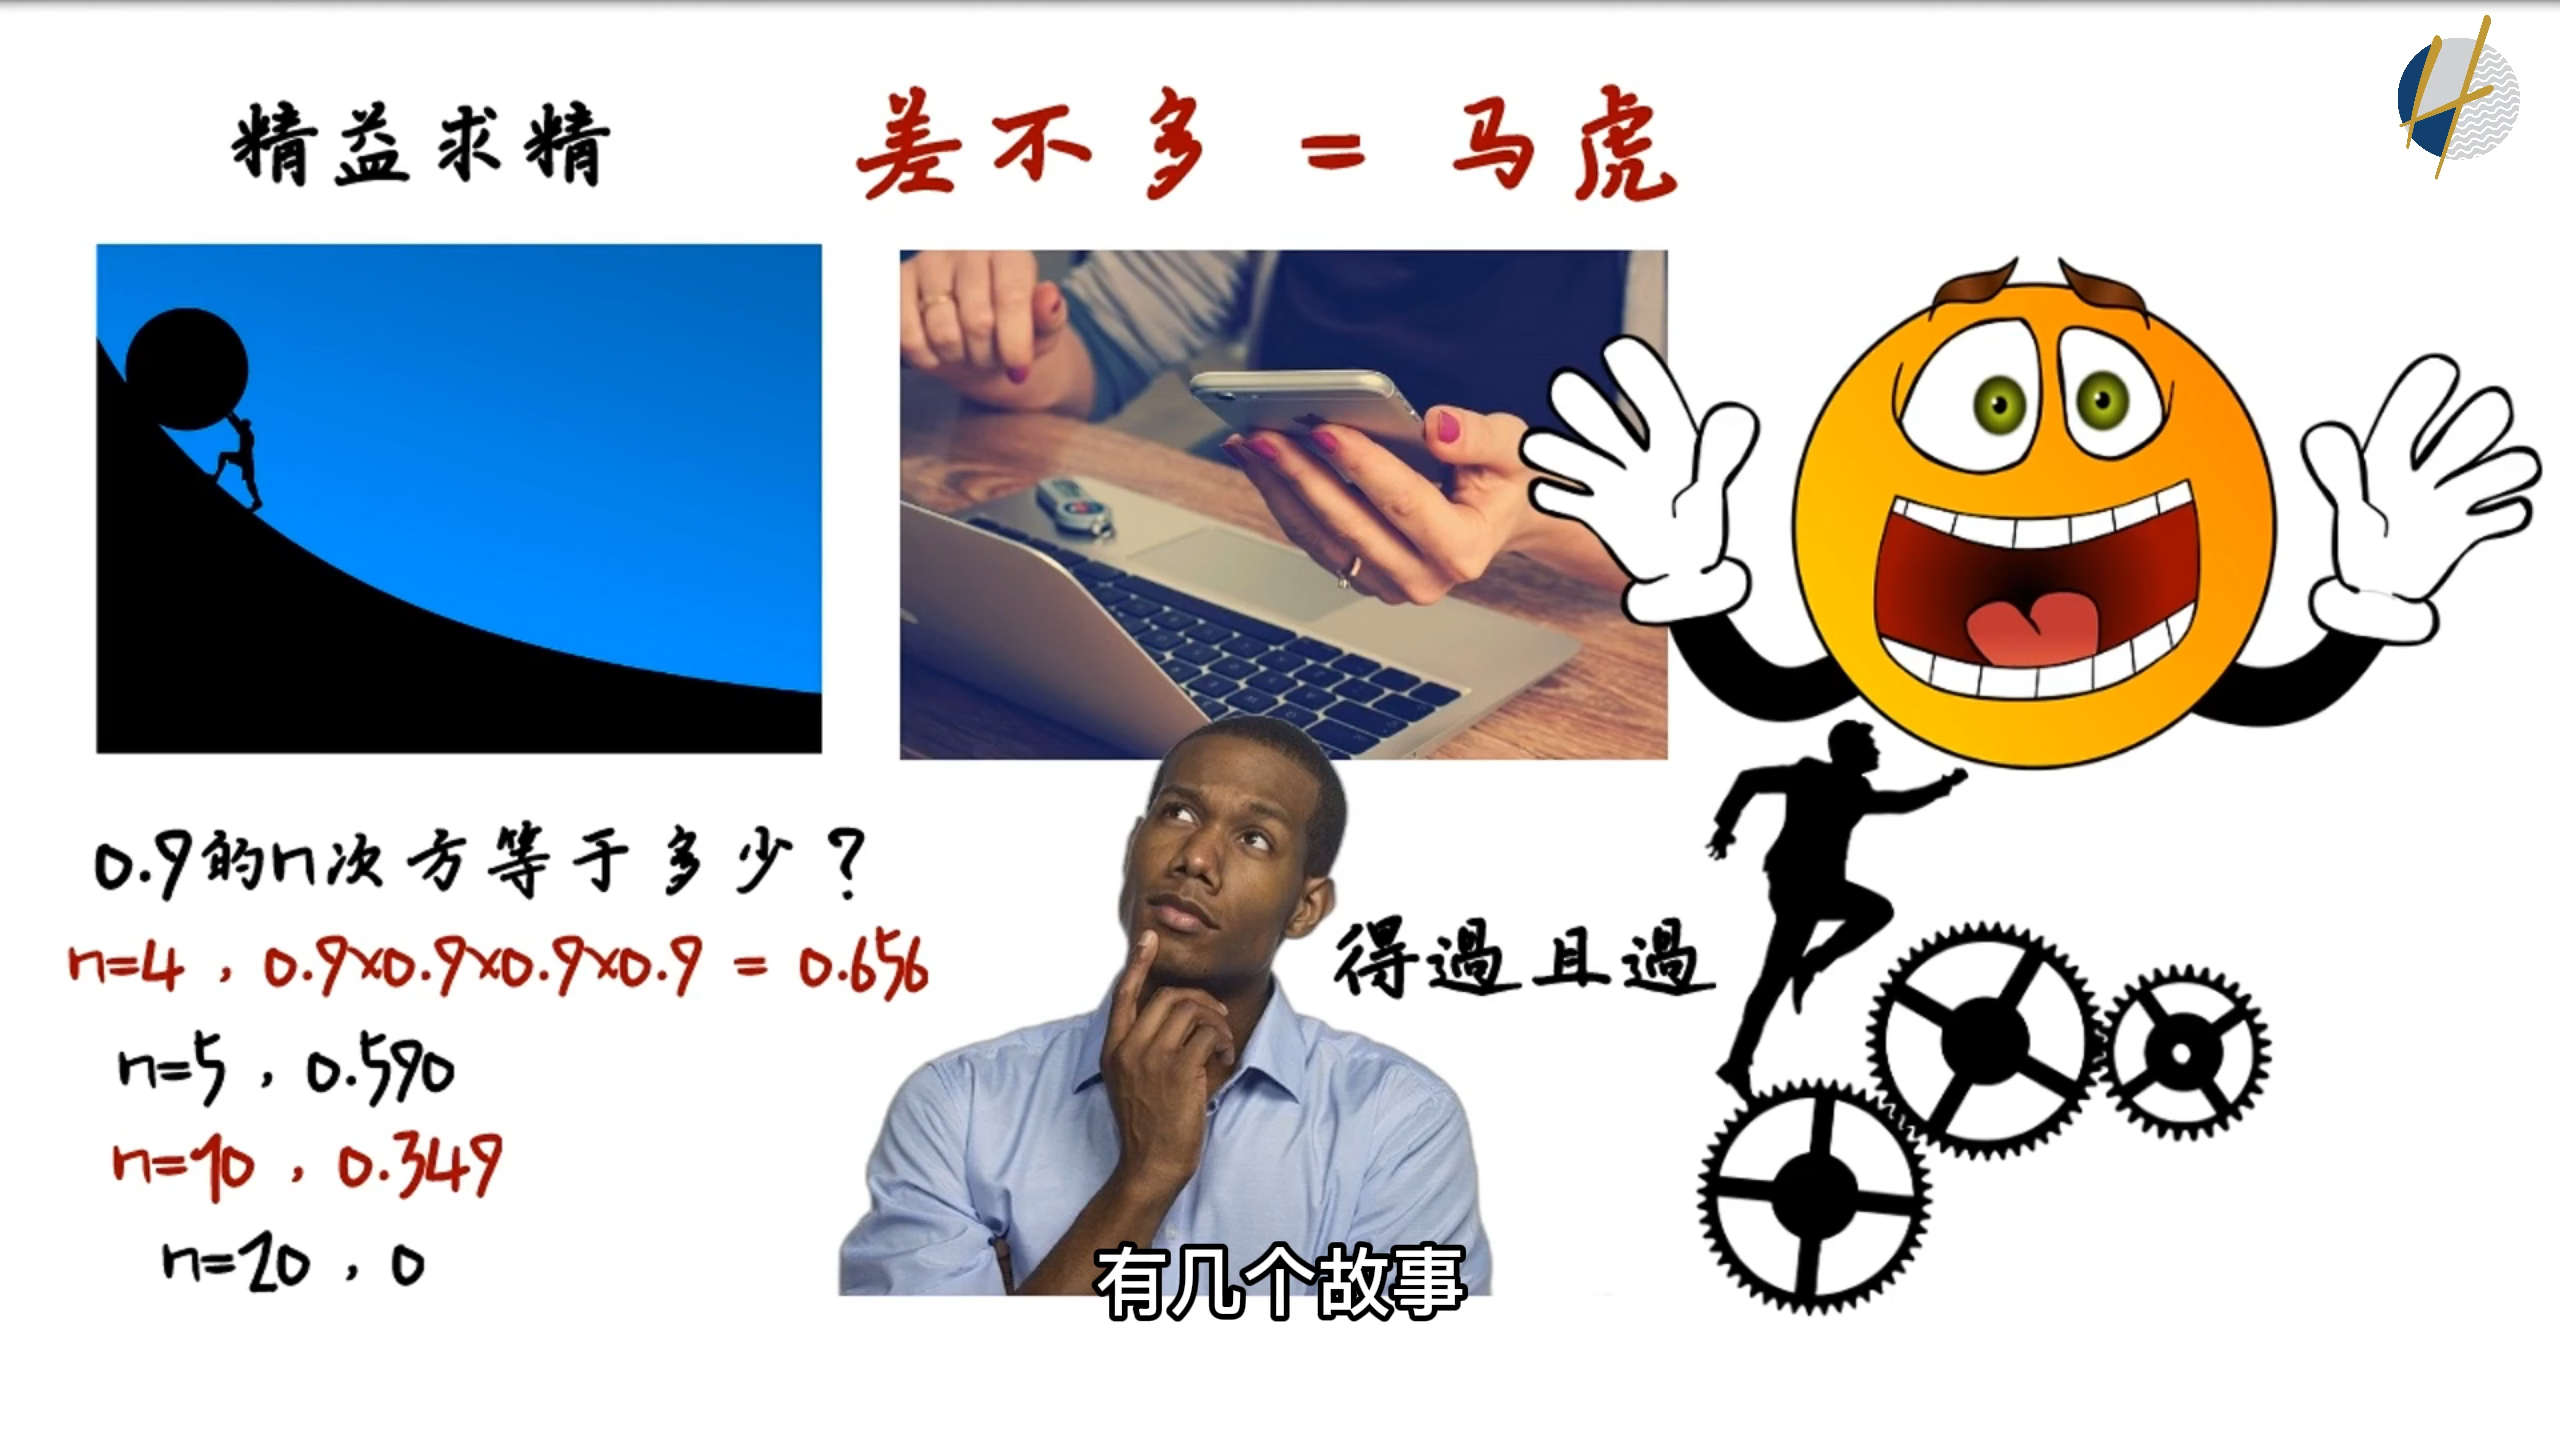 精益求精
差不多 = 马虎
0.9的n次方等于多少?
n=4 , 0.9×0.9×0.9×0.9 = 0.656
n=5 , 0.590
n=10 , 0.349
n=20 , 0
得過且過
有几个故事